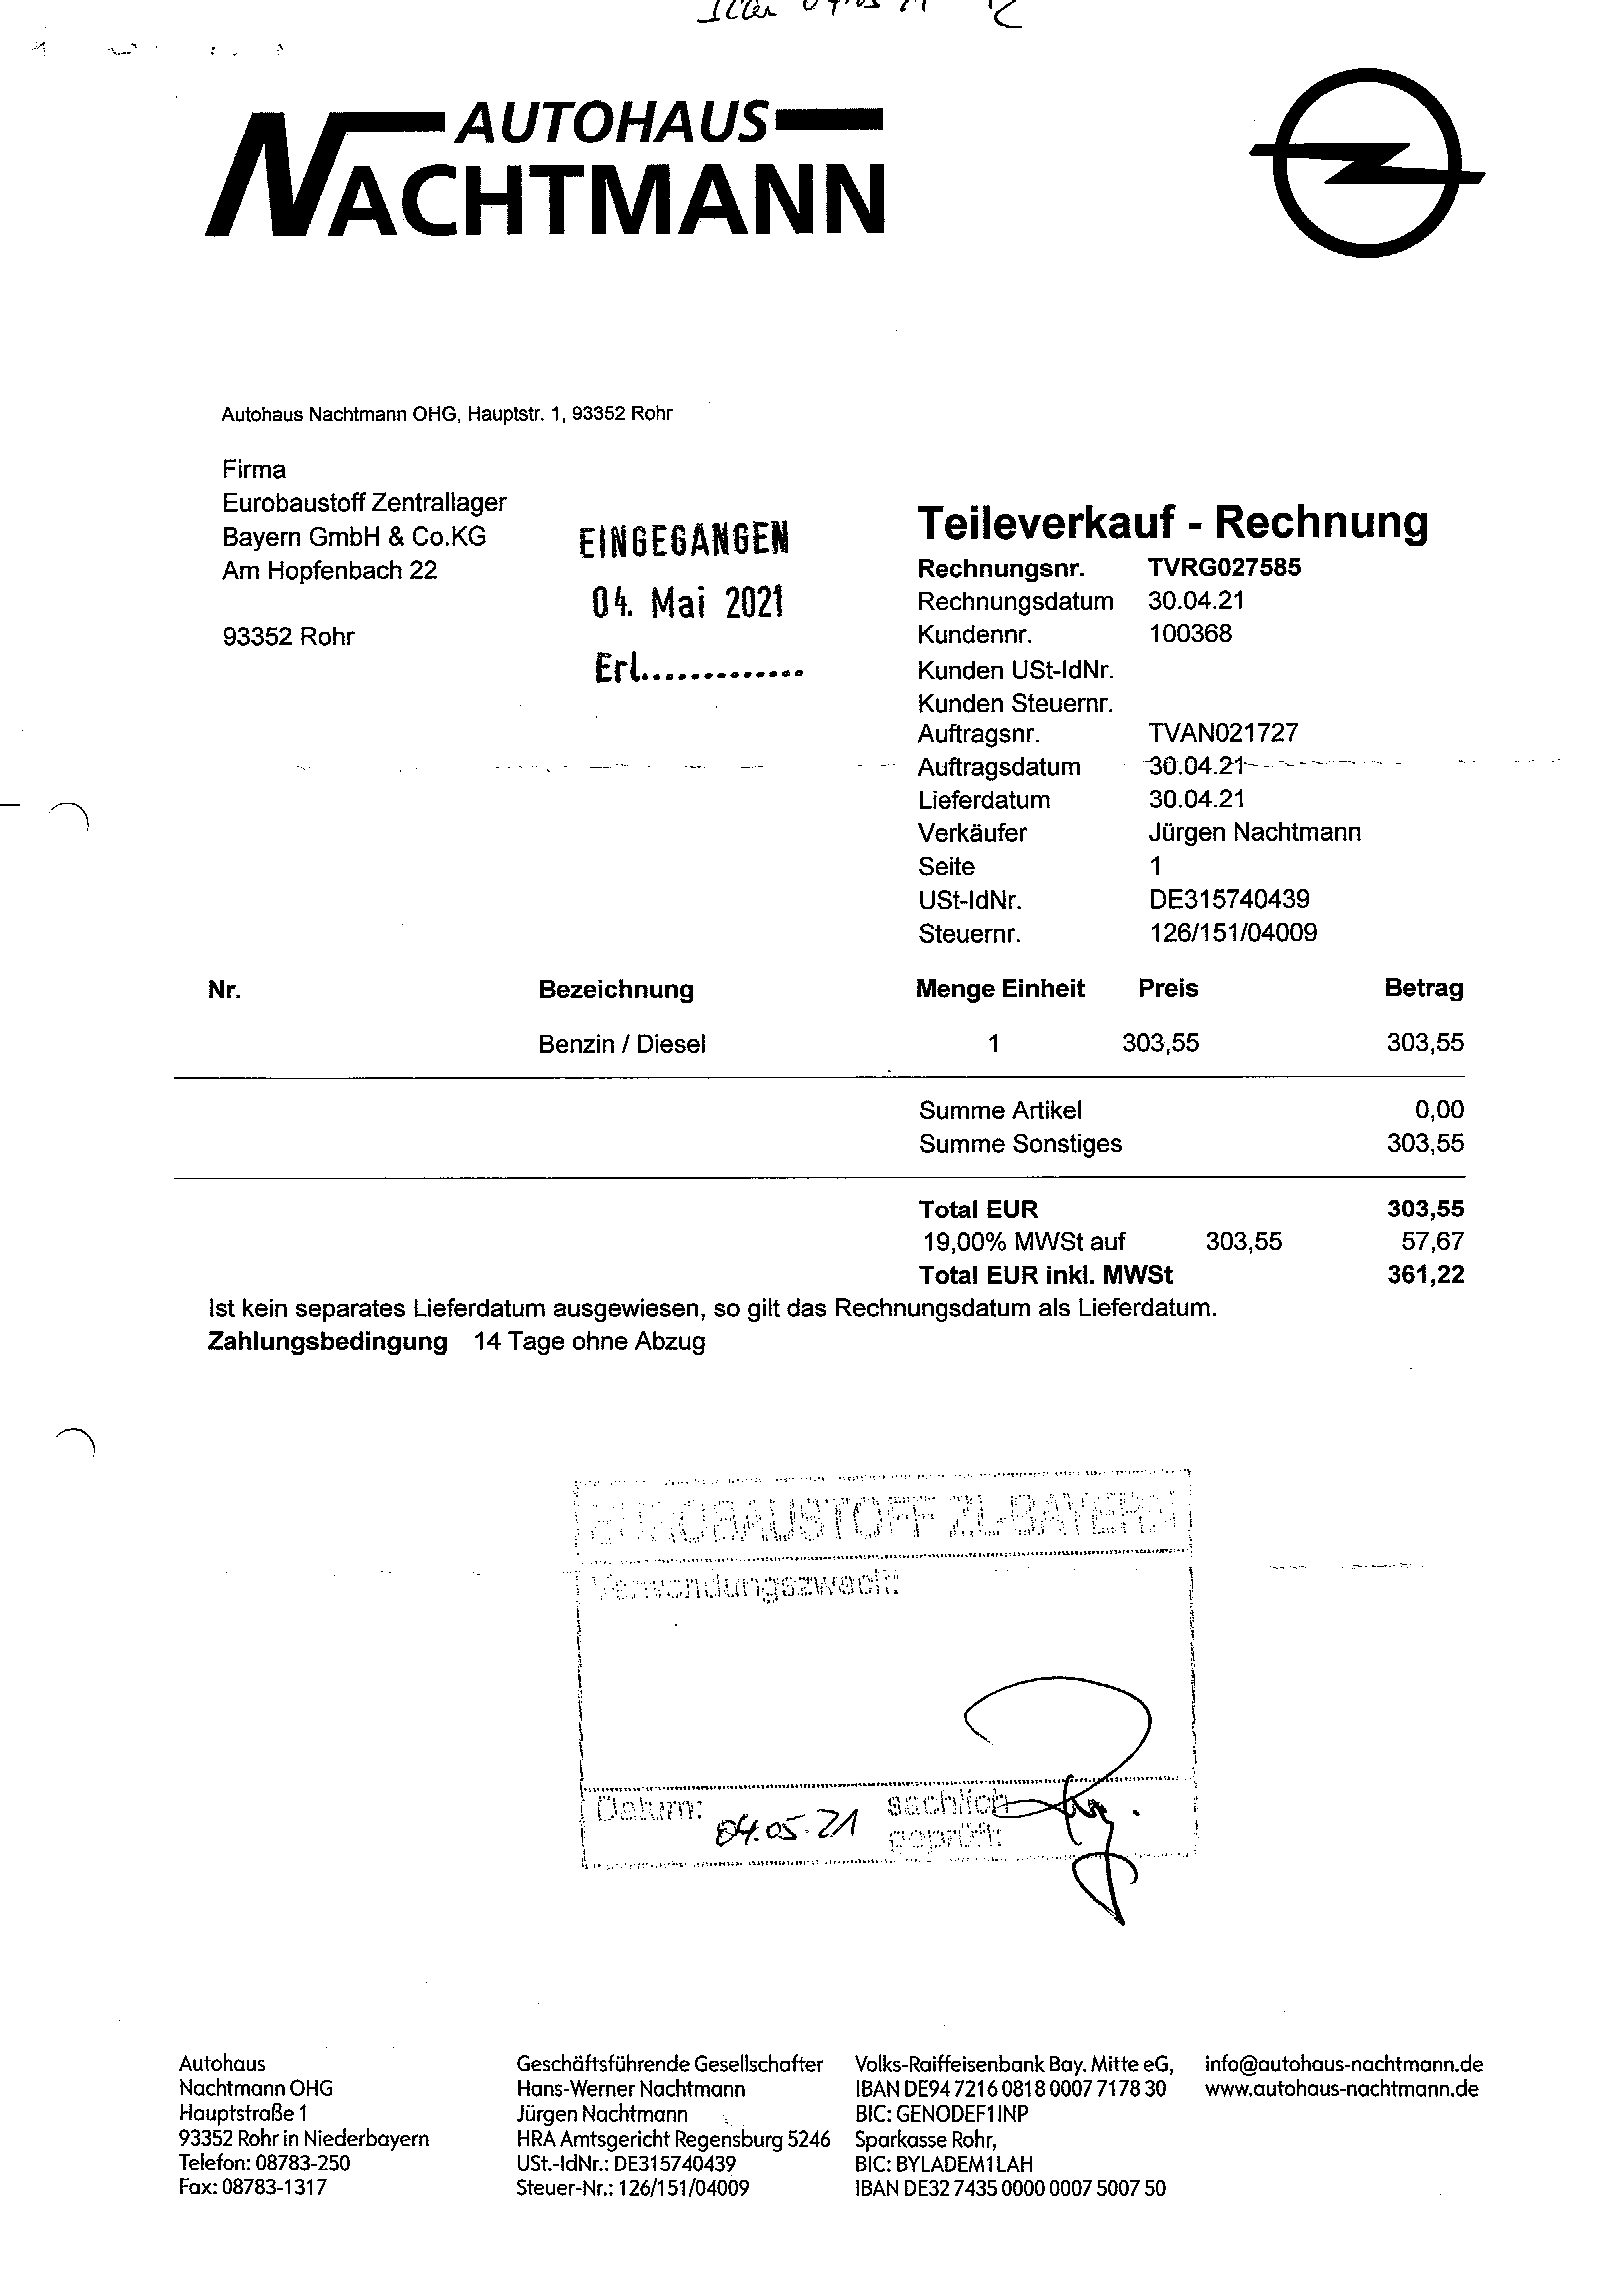 04.05.21
AUTOHAUS
NACHTMANN
Autohaus Nachtmann OHG, Hauptstr. 1, 93352 Rohr
Firma
Eurobaustoff Zentrallager
Bayern GmbH & Co.KG
Am Hopfenbach 22
93352 Rohr
EINGEGANGEN
04. Mai 2021
Erl.............
Teileverkauf - Rechnung
Rechnungsnr. TVRG027585
Rechnungsdatum 30.04.21
Kundennr. 100368
Kunden USt-IdNr.
Kunden Steuernr.
Auftragsnr. TVAN021727
Auftragsdatum 30.04.21
Lieferdatum 30.04.21
Verkäufer Jürgen Nachtmann
Seite 1
USt-IdNr. DE315740439
Steuernr. 126/151/04009
Nr. Bezeichnung Menge Einheit Preis Betrag
Benzin / Diesel 1 303,55 303,55
Summe Artikel 0,00
Summe Sonstiges 303,55
Total EUR 303,55
19,00% MWSt auf 303,55 57,67
Total EUR inkl. MWSt 361,22
Ist kein separates Lieferdatum ausgewiesen, so gilt das Rechnungsdatum als Lieferdatum.
Zahlungsbedingung 14 Tage ohne Abzug
EUROBAUSTOFF ZL-BAYERN
Verwendungszweck:
Datum: 04.05.21 sachlich
geprüft:
Autohaus
Nachtmann OHG
Hauptstraße 1
93352 Rohr in Niederbayern
Telefon: 08783-250
Fax: 08783-1317
Geschäftsführende Gesellschafter
Hans-Werner Nachtmann
Jürgen Nachtmann
HRA Amtsgericht Regensburg 5246
USt.-IdNr.: DE315740439
Steuer-Nr.: 126/151/04009
Volks-Raiffeisenbank Bay. Mitte eG,
IBAN DE94 7216 0818 0007 7178 30
BIC: GENODEF1INP
Sparkasse Rohr,
BIC: BYLADEM1LAH
IBAN DE32 7435 0000 0007 5007 50
info@autohaus-nachtmann.de
www.autohaus-nachtmann.de